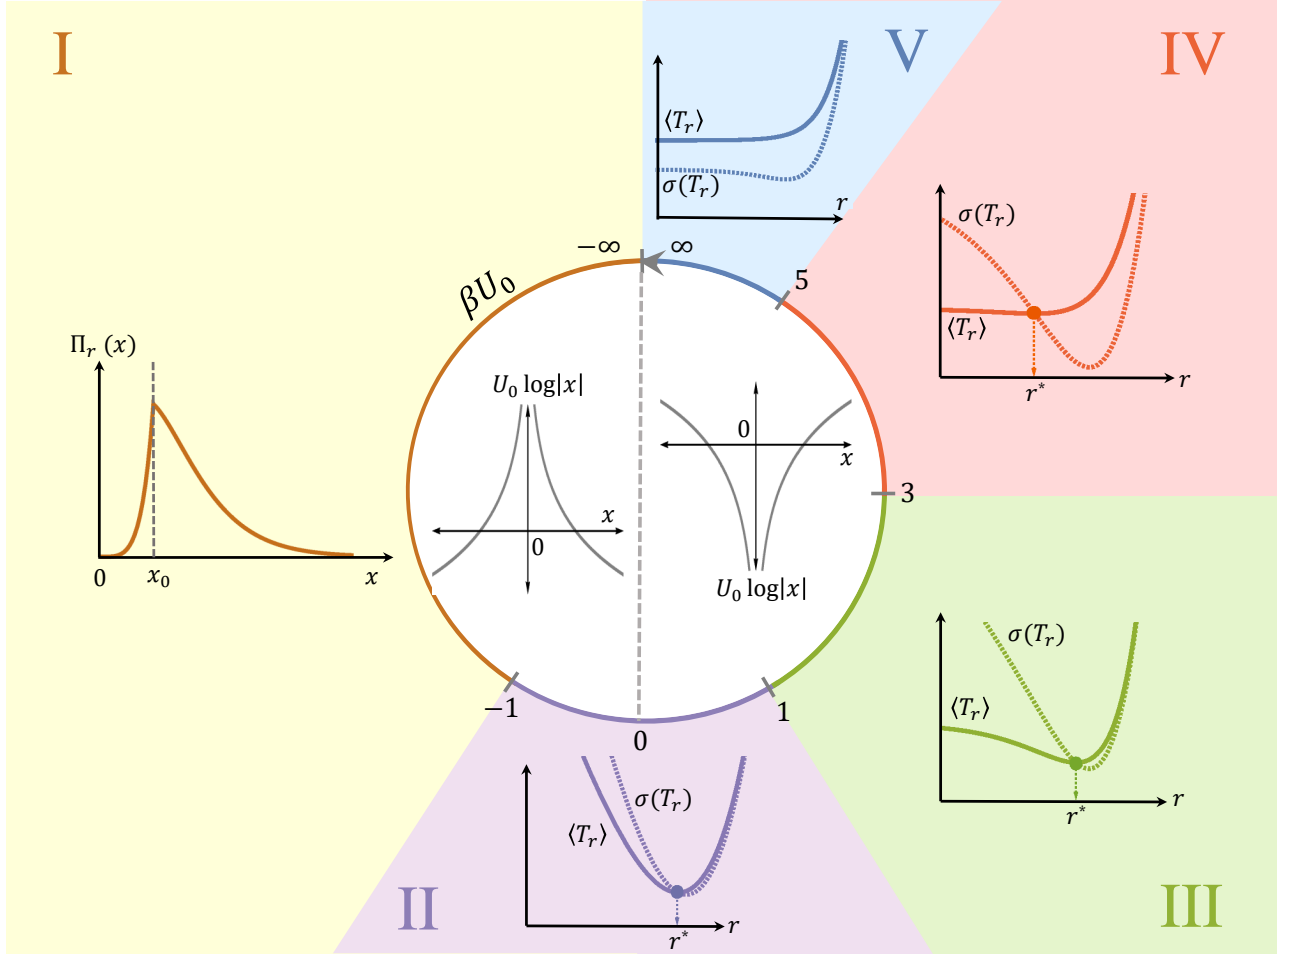 I
V
IV
⟨T_r⟩
σ(T_r)
r
σ(T_r)
⟨T_r⟩
r
r*
−∞
∞
βU_0
5
Π_r (x)
0
x_0
x
U_0 log|x|
x
0
0
x
U_0 log|x|
3
−1
0
1
σ(T_r)
⟨T_r⟩
r
r*
II
σ(T_r)
⟨T_r⟩
r
r*
III